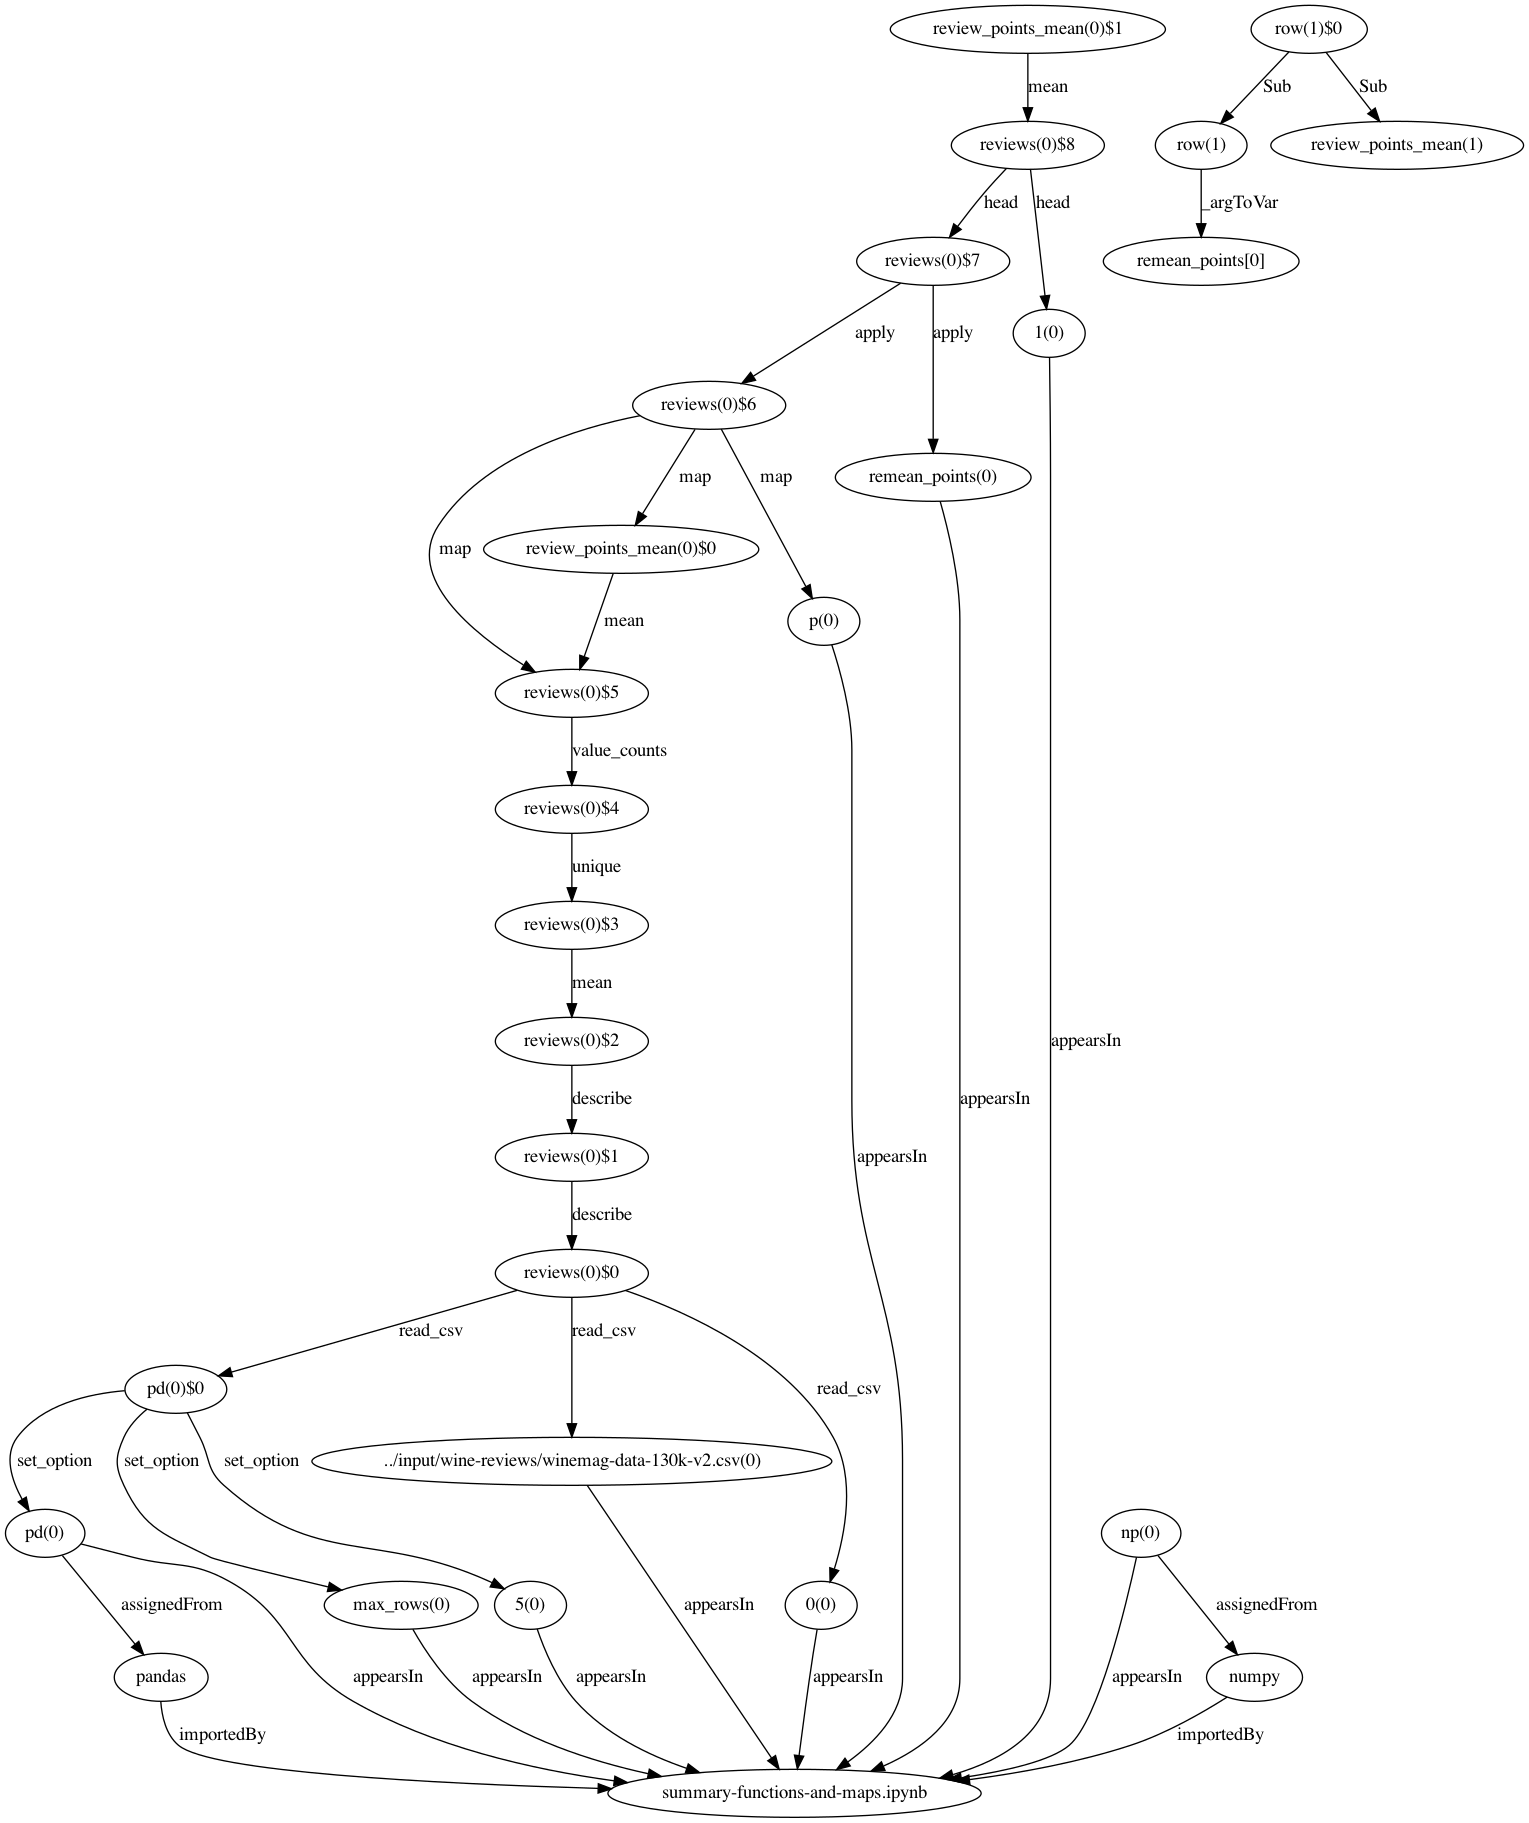 review_points_mean(0)$1
row(1)$0
mean
Sub
Sub
reviews(0)$8
row(1)
review_points_mean(1)
head
head
_argToVar
reviews(0)$7
remean_points[0]
apply
apply
1(0)
reviews(0)$6
map
map
map
remean_points(0)
review_points_mean(0)$0
mean
p(0)
reviews(0)$5
value_counts
reviews(0)$4
unique
reviews(0)$3
mean
reviews(0)$2
appearsIn
describe
appearsIn
reviews(0)$1
appearsIn
describe
reviews(0)$0
read_csv
read_csv
read_csv
pd(0)$0
set_option
set_option
set_option
../input/wine-reviews/winemag-data-130k-v2.csv(0)
pd(0)
np(0)
assignedFrom
max_rows(0)
5(0)
appearsIn
0(0)
assignedFrom
pandas
appearsIn
appearsIn
appearsIn
appearsIn
appearsIn
numpy
importedBy
importedBy
summary-functions-and-maps.ipynb